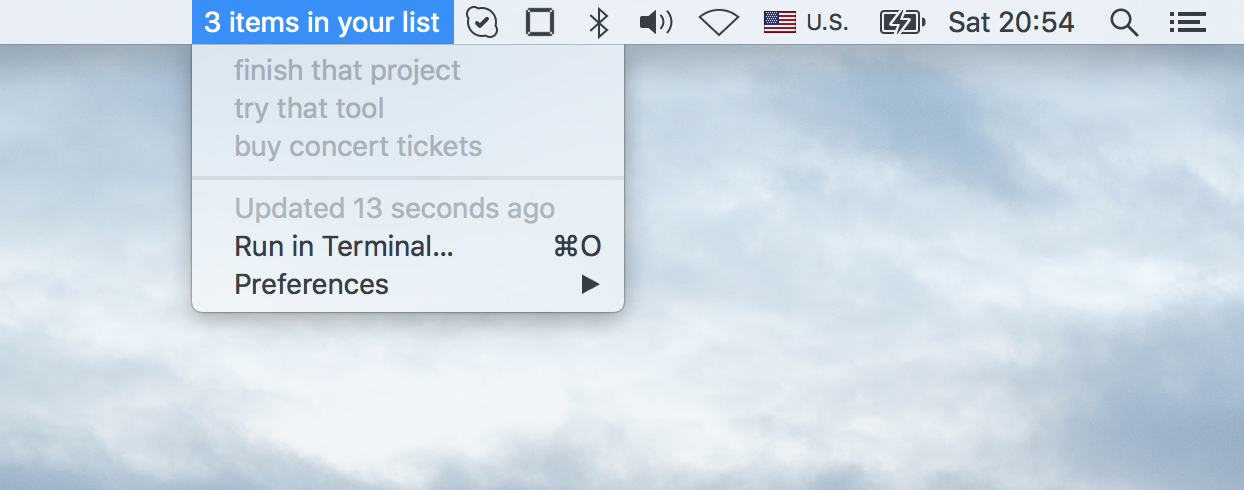 3 items in your list U.S. Sat 20:54
finish that project
try that tool
buy concert tickets
Updated 13 seconds ago
Run in Terminal... ⌘O
Preferences ▶